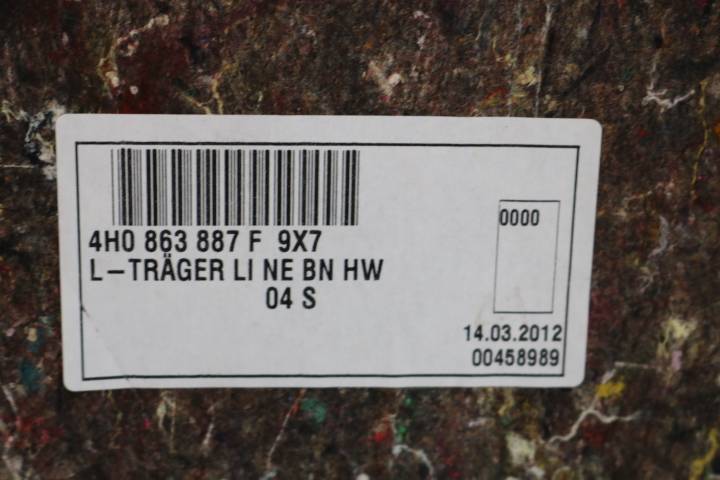 4H0 863 887 F 9X7
L-TRÄGER LI NE BN HW
04 S
0000
14.03.2012
00458989